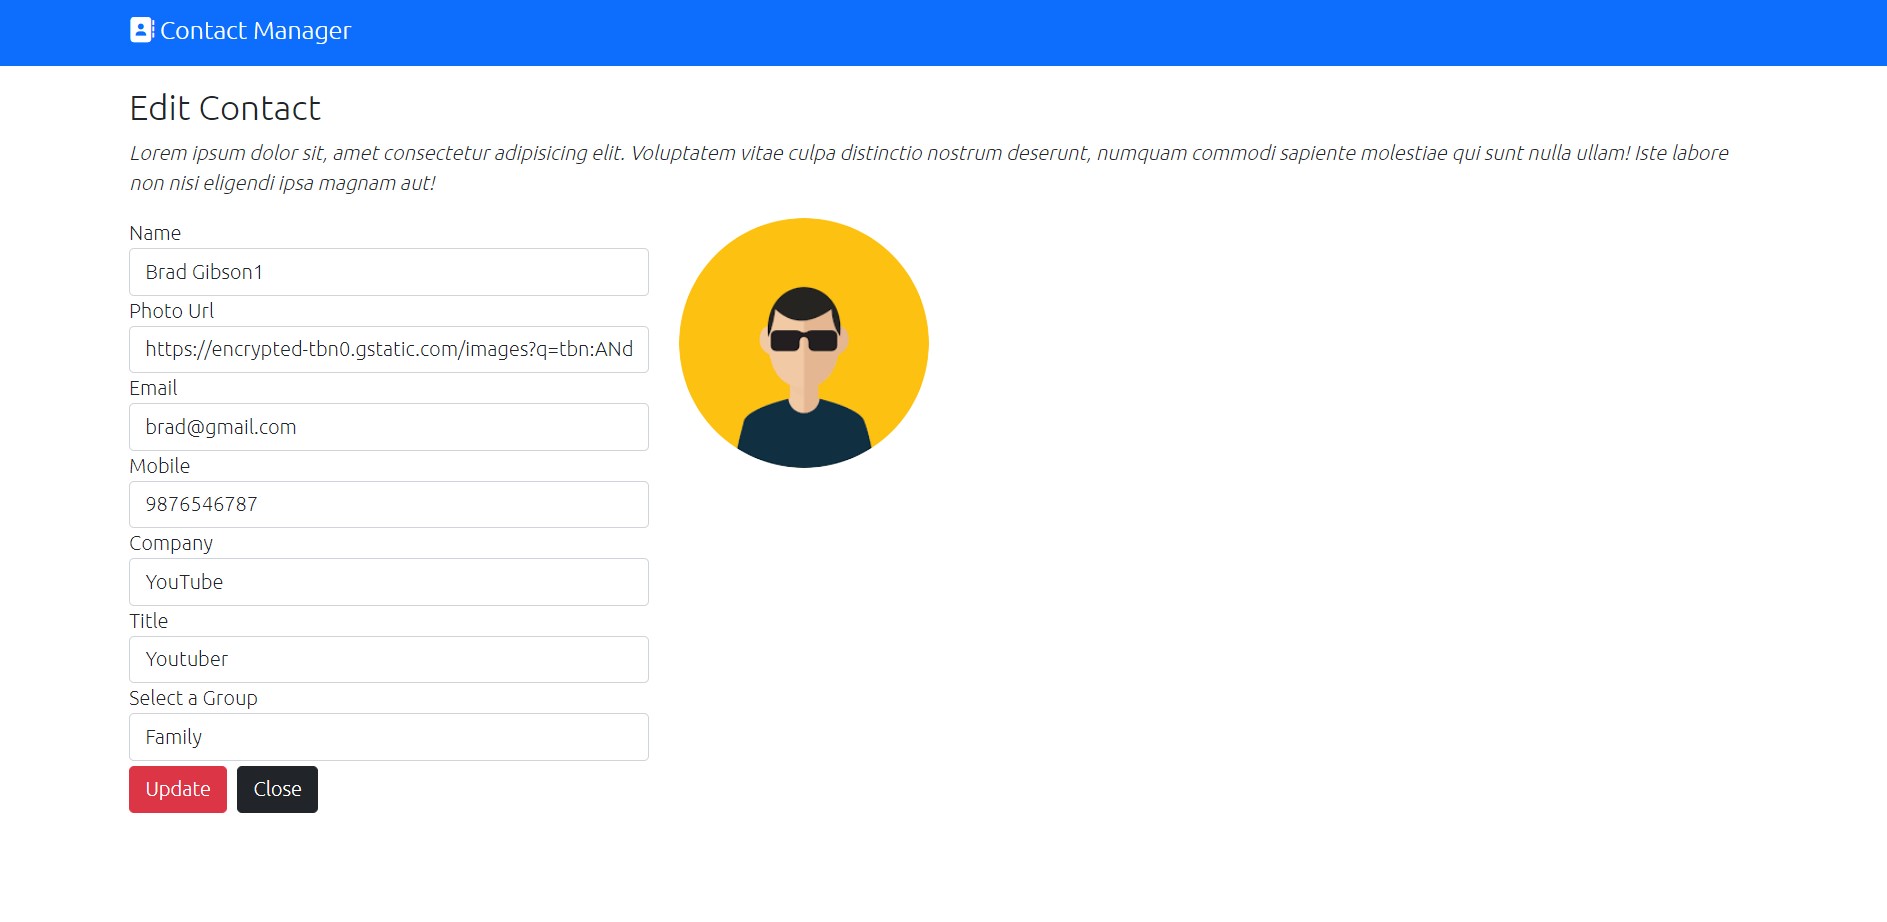 Contact Manager
Edit Contact
Lorem ipsum dolor sit, amet consectetur adipisicing elit. Voluptatem vitae culpa distinctio nostrum deserunt, numquam commodi sapiente molestiae qui sunt nulla ullam! Iste labore
non nisi eligendi ipsa magnam aut!
Name
Brad Gibson1
Photo Url
https://encrypted-tbn0.gstatic.com/images?q=tbn:ANd
Email
brad@gmail.com
Mobile
9876546787
Company
YouTube
Title
Youtuber
Select a Group
Family
Update Close